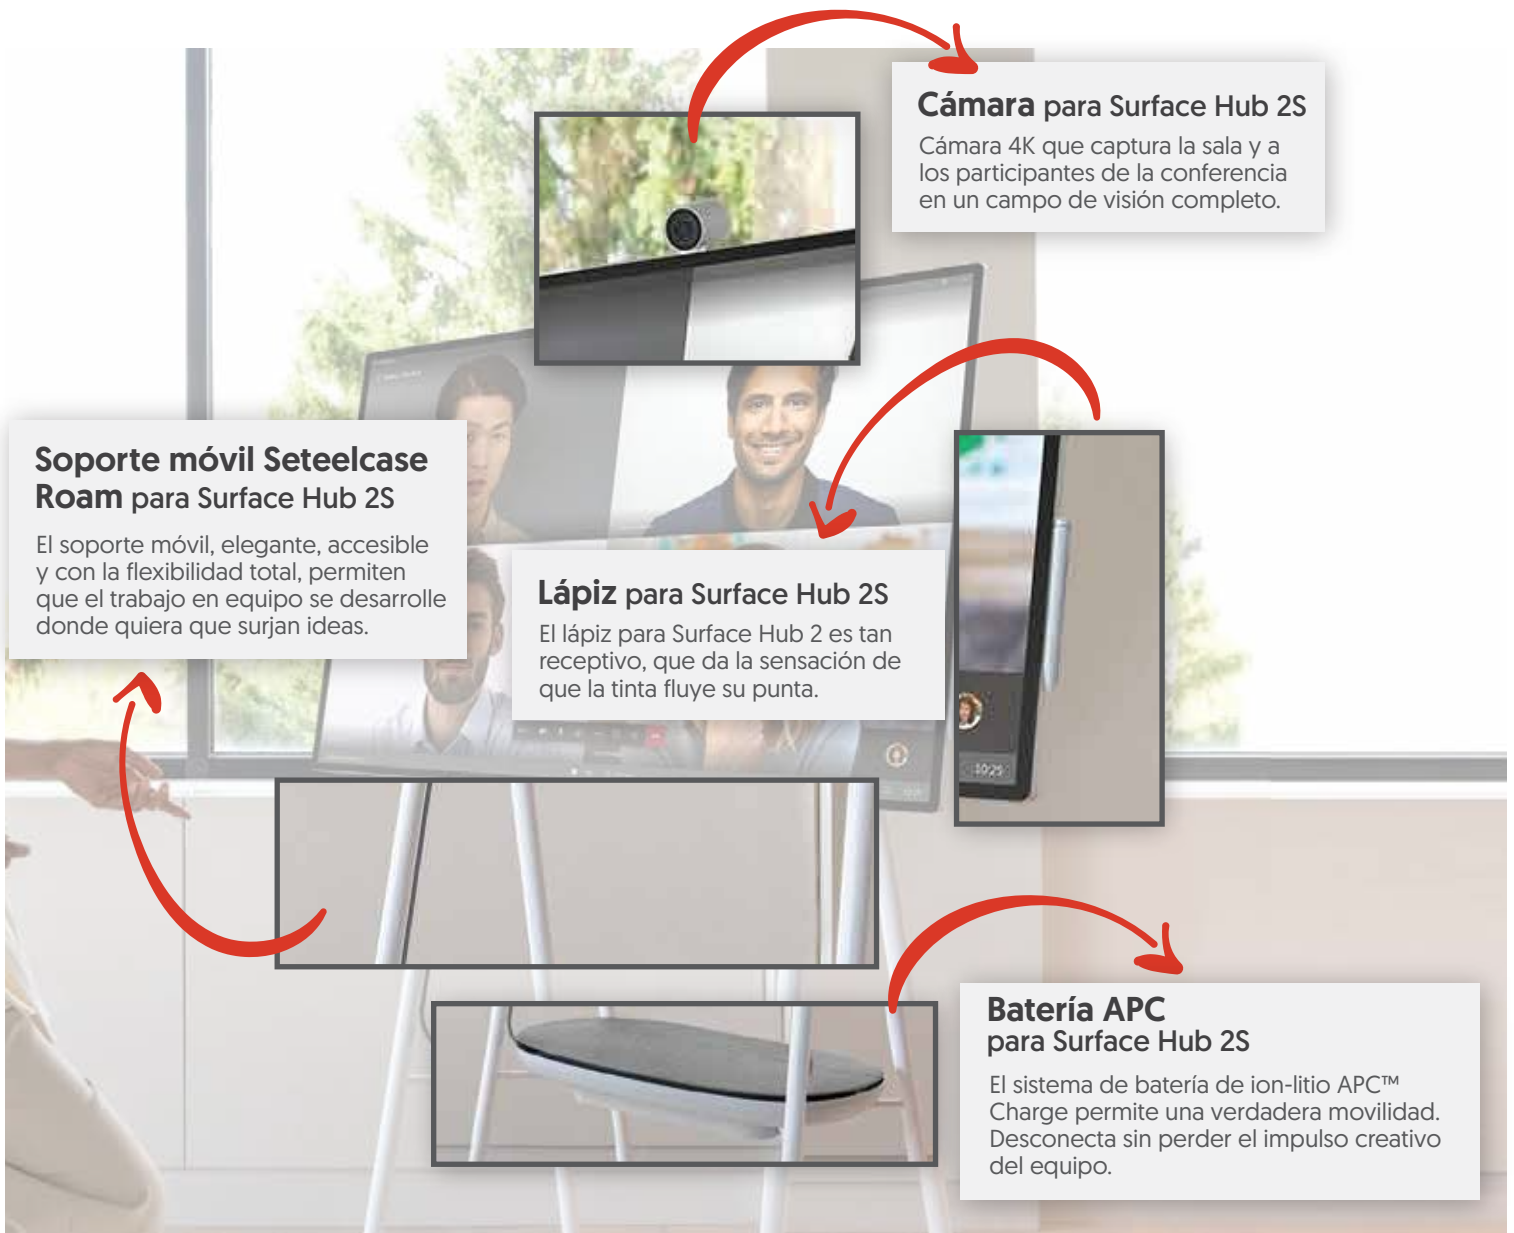 Cámara para Surface Hub 2S
Cámara 4K que captura la sala y a
los participantes de la conferencia
en un campo de visión completo.
Soporte móvil Seteelcase
Roam para Surface Hub 2S
El soporte móvil, elegante, accesible
y con la flexibilidad total, permiten
que el trabajo en equipo se desarrolle
donde quiera que surjan ideas.
Lápiz para Surface Hub 2S
El lápiz para Surface Hub 2 es tan
receptivo, que da la sensación de
que la tinta fluye su punta.
10:25
Batería APC
para Surface Hub 2S
El sistema de batería de ion-litio APC™
Charge permite una verdadera movilidad.
Desconecta sin perder el impulso creativo
del equipo.